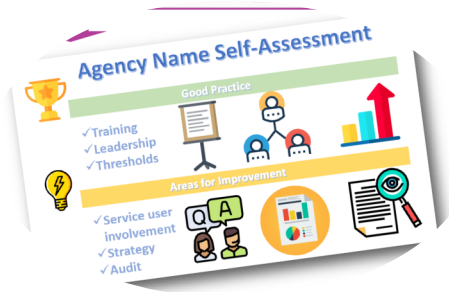 Agency Name Self-Assessment
Good Practice
✓Training
✓Leadership
✓Thresholds
Areas for Improvement
✓Service user
involvement
✓Strategy
✓Audit
Q A